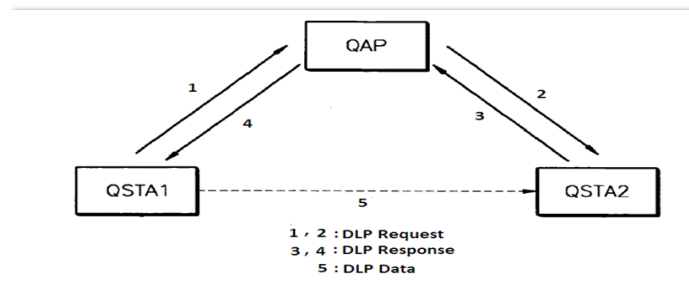 QAP
1
2
4
3
QSTA1
QSTA2
5
1, 2 : DLP Request
3, 4 : DLP Response
5 : DLP Data